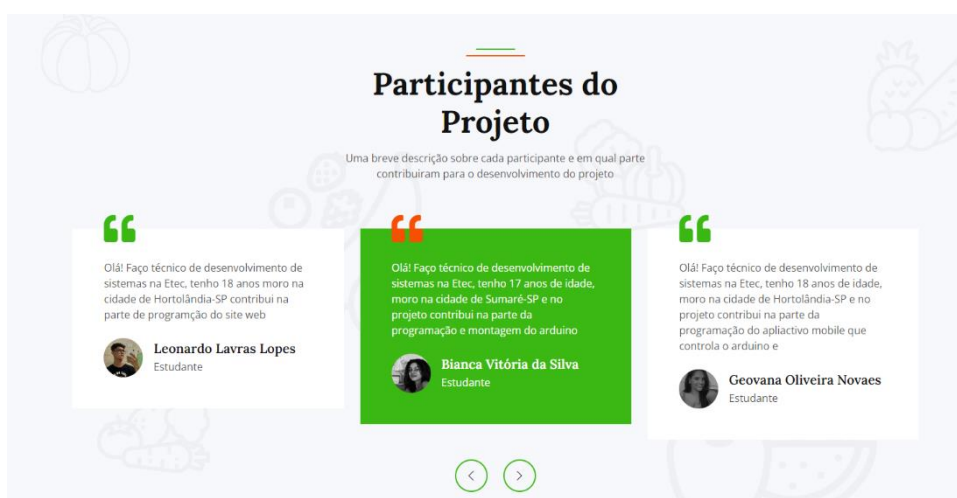 Participantes do
Projeto
Uma breve descrição sobre cada participante e em qual parte
contribuiram para o desenvolvimento do projeto
Olá! Faço técnico de desenvolvimento de
sistemas na Etec, tenho 18 anos moro na
cidade de Hortolândia-SP contribui na
parte de programção do site web
Leonardo Lavras Lopes
Estudante
Olá! Faço técnico de desenvolvimento de
sistemas na Etec, tenho 17 anos de idade,
moro na cidade de Sumaré-SP e no
projeto contribui na parte da
programação e montagem do arduino
Bianca Vitória da Silva
Estudante
Olá! Faço técnico de desenvolvimento de
sistemas na Etec, tenho 18 anos de idade,
moro na cidade de Hortolândia-SP e no
projeto contribui na parte da
programação do apliactivo mobile que
controla o arduino e
Geovana Oliveira Novaes
Estudante